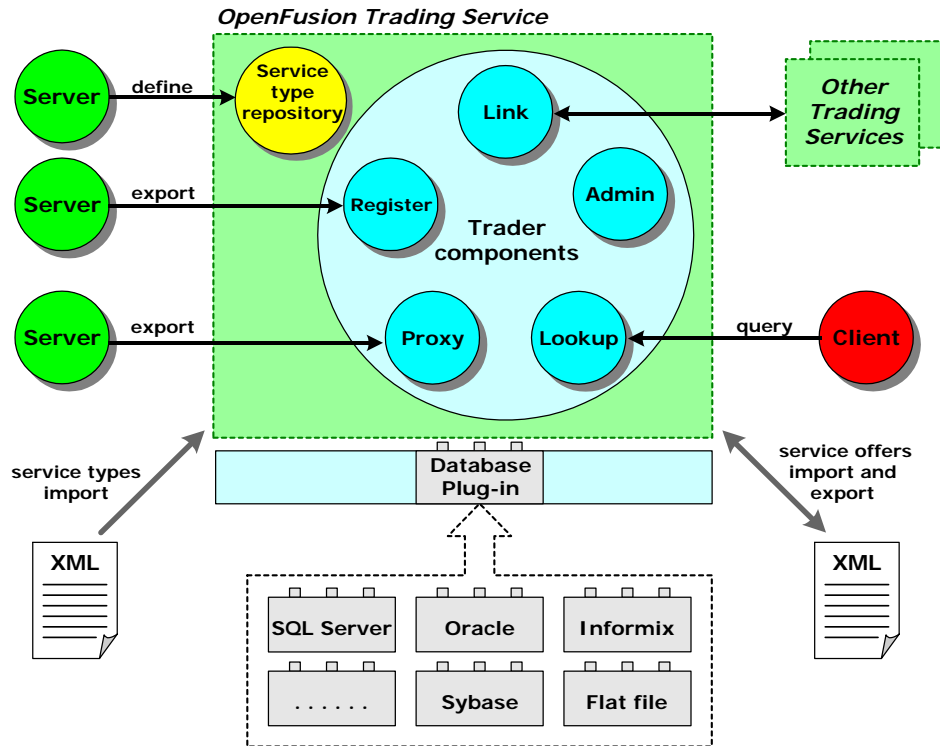 OpenFusion Trading Service
Server
define
Service
type
repository
Link
Other
Trading
Services
Server
export
Register
Admin
Trader
components
Server
export
Proxy
Lookup
query
Client
service types
import
Database
Plug-in
service offers
import and
export
XML
XML
SQL Server
Oracle
Informix
. . . . . .
Sybase
Flat file